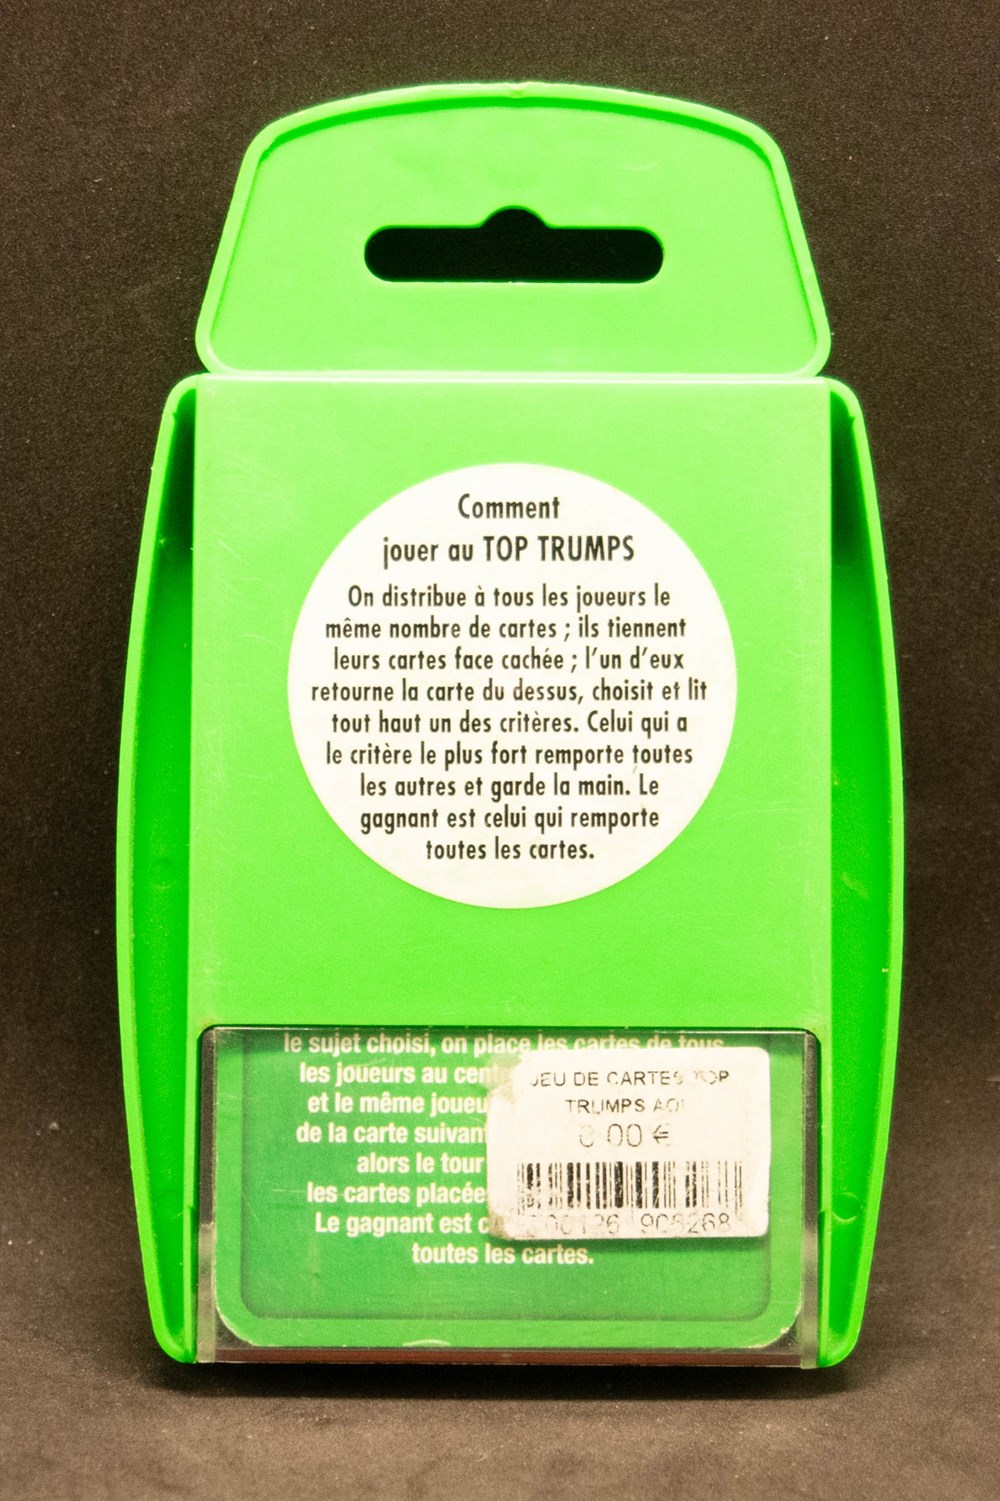 Comment
jouer au TOP TRUMPS
On distribue à tous les joueurs le
même nombre de cartes ; ils tiennent
leurs cartes face cachée ; l'un d'eux
retourne la carte du dessus, choisit et lit
tout haut un des critères. Celui qui a
le critère le plus fort remporte toutes
les autres et garde la main. Le
gagnant est celui qui remporte
toutes les cartes.
le sujet choisi, on place les cartes de tous
les joueurs au
et le même
de la carte
alors le tour
les cartes
Le gagnant est
toutes les cartes.
JEU DE CARTES TOP
TRUMPS